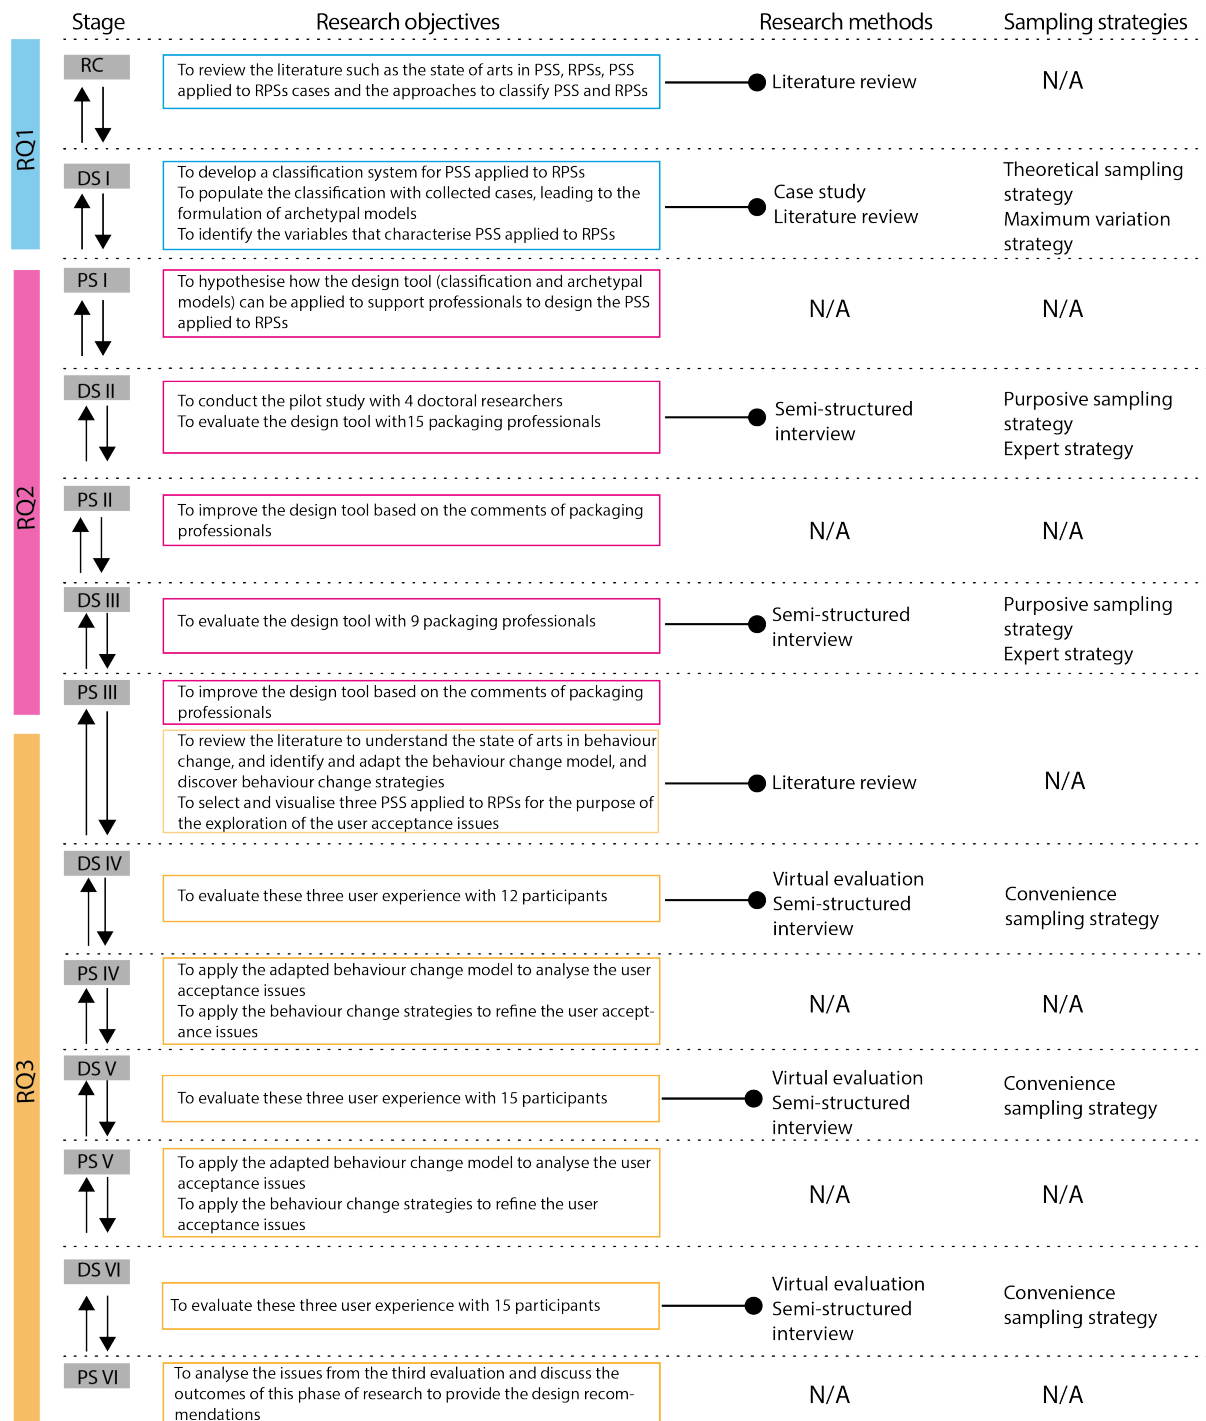 Stage Research objectives Research methods Sampling strategies
RQ1
RC
To review the literature such as the state of arts in PSS, RPSs, PSS
applied to RPSs cases and the approaches to classify PSS and RPSs
Literature review
N/A
DS I
To develop a classification system for PSS applied to RPSs
To populate the classification with collected cases, leading to the
formulation of archetypal models
To identify the variables that characterise PSS applied to RPSs
Case study
Literature review
Theoretical sampling
strategy
Maximum variation
strategy
RQ2
PS I
To hypothesise how the design tool (classification and archetypal
models) can be applied to support professionals to design the PSS
applied to RPSs
N/A
N/A
DS II
To conduct the pilot study with 4 doctoral researchers
To evaluate the design tool with15 packaging professionals
Semi-structured
interview
Purposive sampling
strategy
Expert strategy
PS II
To improve the design tool based on the comments of packaging
professionals
N/A
N/A
DS III
To evaluate the design tool with 9 packaging professionals
Semi-structured
interview
Purposive sampling
strategy
Expert strategy
PS III
To improve the design tool based on the comments of packaging
professionals
RQ3
To review the literature to understand the state of arts in behaviour
change, and identify and adapt the behaviour change model, and
discover behaviour change strategies
To select and visualise three PSS applied to RPSs for the purpose of
the exploration of the user acceptance issues
Literature review
N/A
DS IV
To evaluate these three user experience with 12 participants
Virtual evaluation
Semi-structured
interview
Convenience
sampling strategy
PS IV
To apply the adapted behaviour change model to analyse the user
acceptance issues
To apply the behaviour change strategies to refine the user accept-
ance issues
N/A
N/A
DS V
To evaluate these three user experience with 15 participants
Virtual evaluation
Semi-structured
interview
Convenience
sampling strategy
PS V
To apply the adapted behaviour change model to analyse the user
acceptance issues
To apply the behaviour change strategies to refine the user
acceptance issues
N/A
N/A
DS VI
To evaluate these three user experience with 15 participants
Virtual evaluation
Semi-structured
interview
Convenience
sampling strategy
PS VI
To analyse the issues from the third evaluation and discuss the
outcomes of this phase of research to provide the design recom-
mendations
N/A
N/A